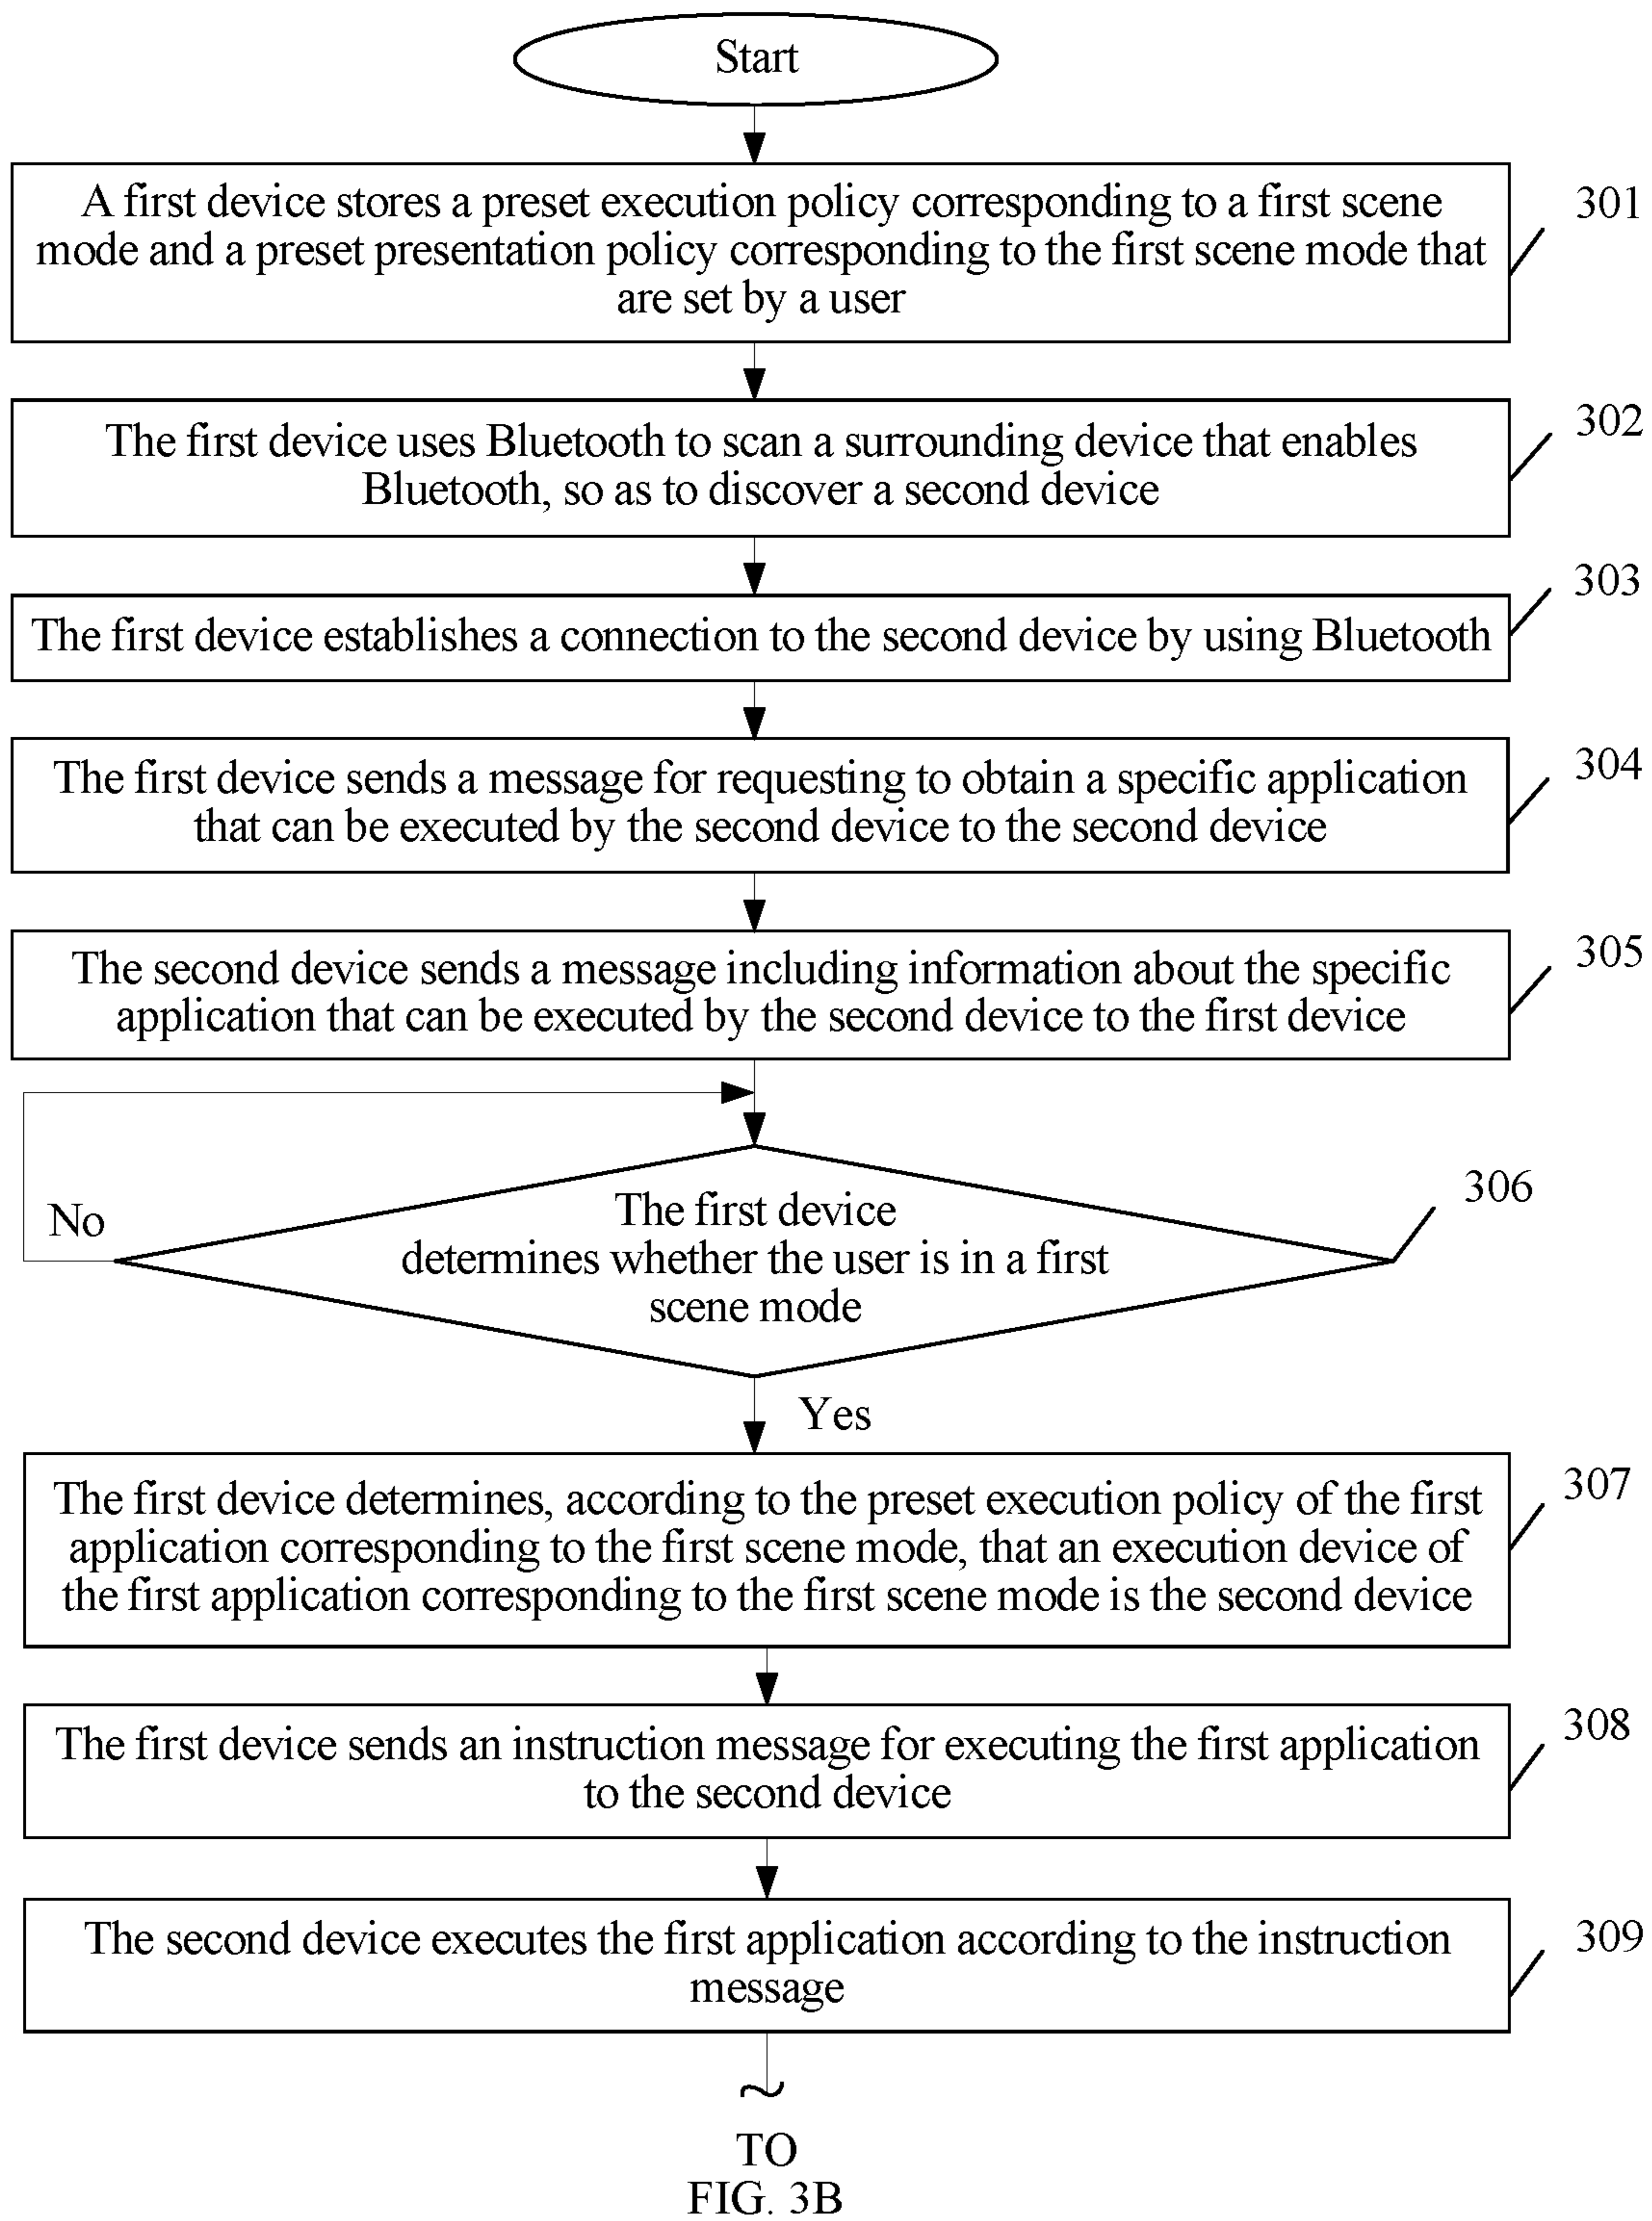 Start
A first device stores a preset execution policy corresponding to a first scene
mode and a preset presentation policy corresponding to the first scene mode that
are set by a user
301
The first device uses Bluetooth to scan a surrounding device that enables
Bluetooth, so as to discover a second device
302
The first device establishes a connection to the second device by using Bluetooth
303
The first device sends a message for requesting to obtain a specific application
that can be executed by the second device to the second device
304
The second device sends a message including information about the specific
application that can be executed by the second device to the first device
305
The first device
determines whether the user is in a first
scene mode
306
No
Yes
The first device determines, according to the preset execution policy of the first
application corresponding to the first scene mode, that an execution device of
the first application corresponding to the first scene mode is the second device
307
The first device sends an instruction message for executing the first application
to the second device
308
The second device executes the first application according to the instruction
message
309
TO
FIG. 3B